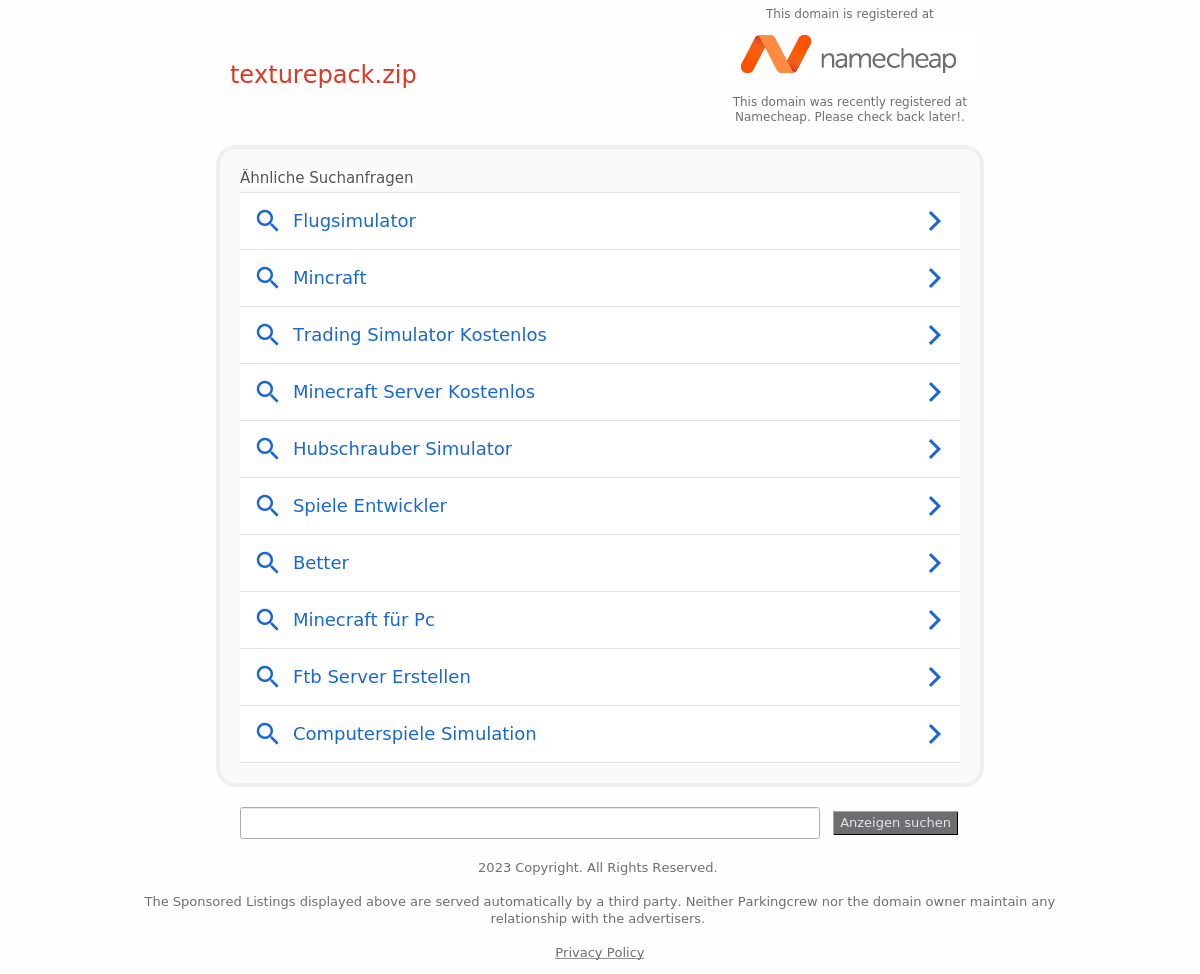 This domain is registered at
namecheap
texturepack.zip
This domain was recently registered at
Namecheap. Please check back later!.
Ähnliche Suchanfragen
Flugsimulator
Mincraft
Trading Simulator Kostenlos
Minecraft Server Kostenlos
Hubschrauber Simulator
Spiele Entwickler
Better
Minecraft für Pc
Ftb Server Erstellen
Computerspiele Simulation
Anzeigen suchen
2023 Copyright. All Rights Reserved.
The Sponsored Listings displayed above are served automatically by a third party. Neither Parkingcrew nor the domain owner maintain any
relationship with the advertisers.
Privacy Policy